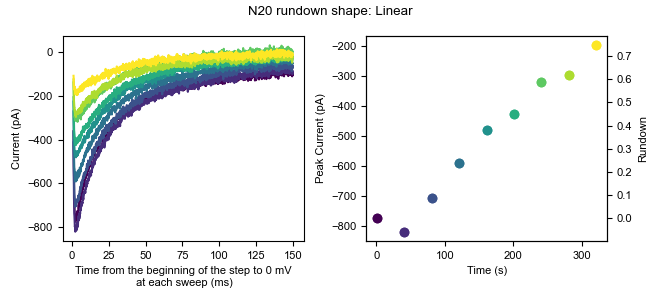 N20 rundown shape: Linear
Current (pA)
0
−200
−400
−600
−800
0 25 50 75 100 125 150
Time from the beginning of the step to 0 mV
at each sweep (ms)
Peak Current (pA)
−200
−300
−400
−500
−600
−700
−800
0 100 200 300
Time (s)
0.7
0.6
0.5
0.4
0.3
0.2
0.1
0.0
Rundown